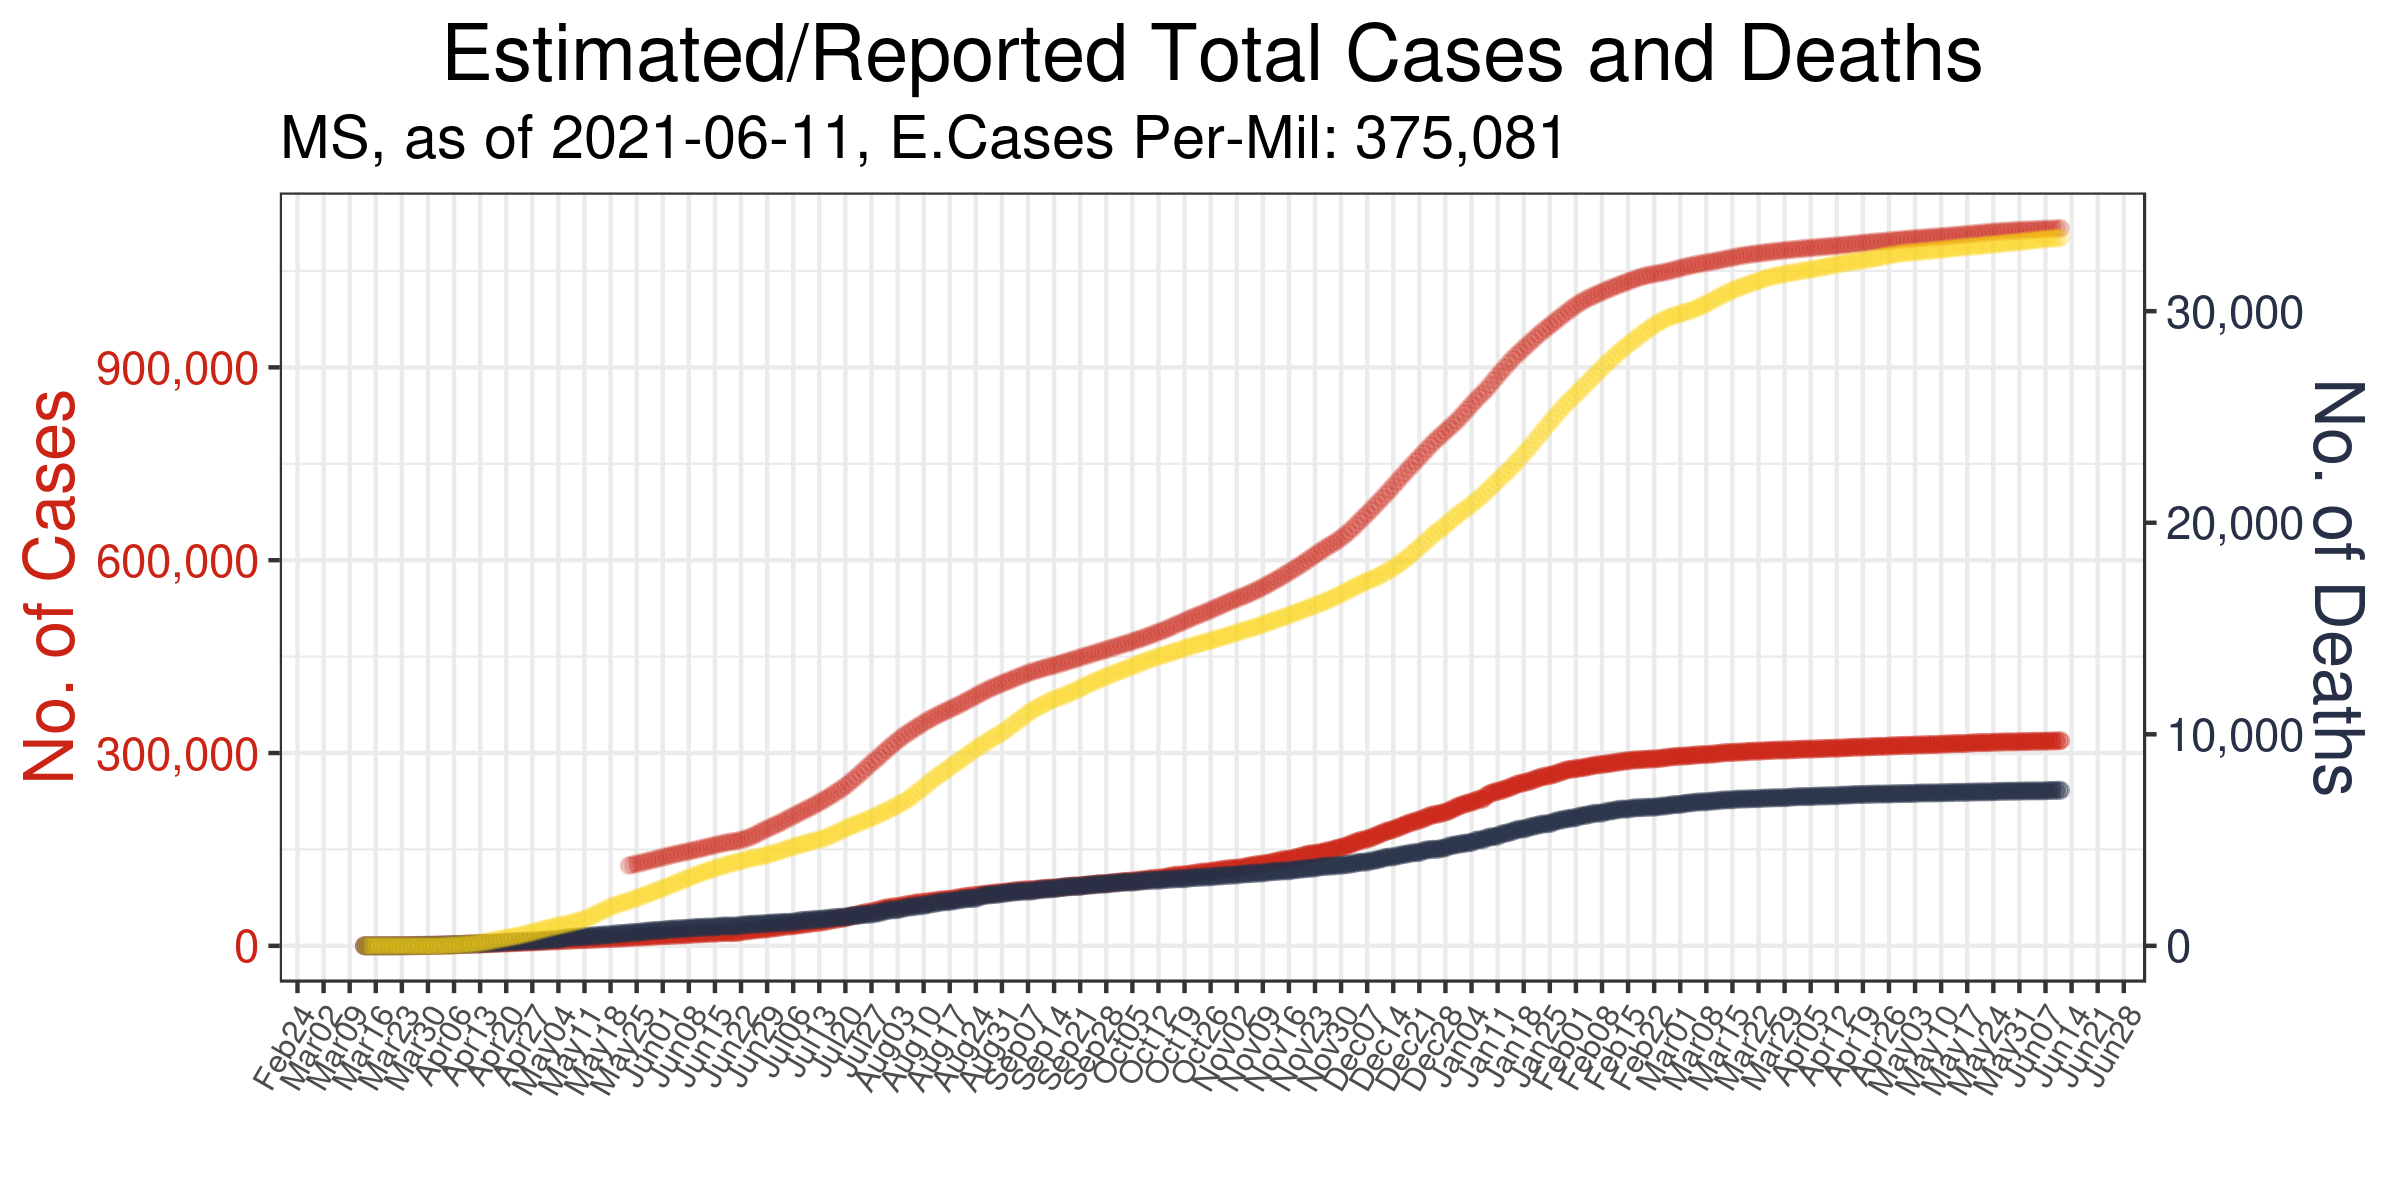 Estimated/Reported Total Cases and Deaths
MS, as of 2021-06-11, E.Cases Per-Mil: 375,081
No. of Cases
900,000
600,000
300,000
0
30,000
20,000
10,000
0
No. of Deaths
Feb24
Mar02
Mar09
Mar16
Mar23
Mar30
Apr06
Apr13
Apr20
Apr27
May04
May11
May18
May25
Jun01
Jun08
Jun15
Jun22
Jun29
Jul06
Jul13
Jul20
Jul27
Aug03
Aug10
Aug17
Aug24
Aug31
Sep07
Sep14
Sep21
Sep28
Oct05
Oct12
Oct19
Oct26
Nov02
Nov09
Nov16
Nov23
Nov30
Dec07
Dec14
Dec21
Dec28
Jan04
Jan11
Jan18
Jan25
Feb01
Feb08
Feb15
Feb22
Mar01
Mar08
Mar15
Mar22
Mar29
Apr05
Apr12
Apr19
Apr26
May03
May10
May17
May24
May31
Jun07
Jun14
Jun21
Jun28